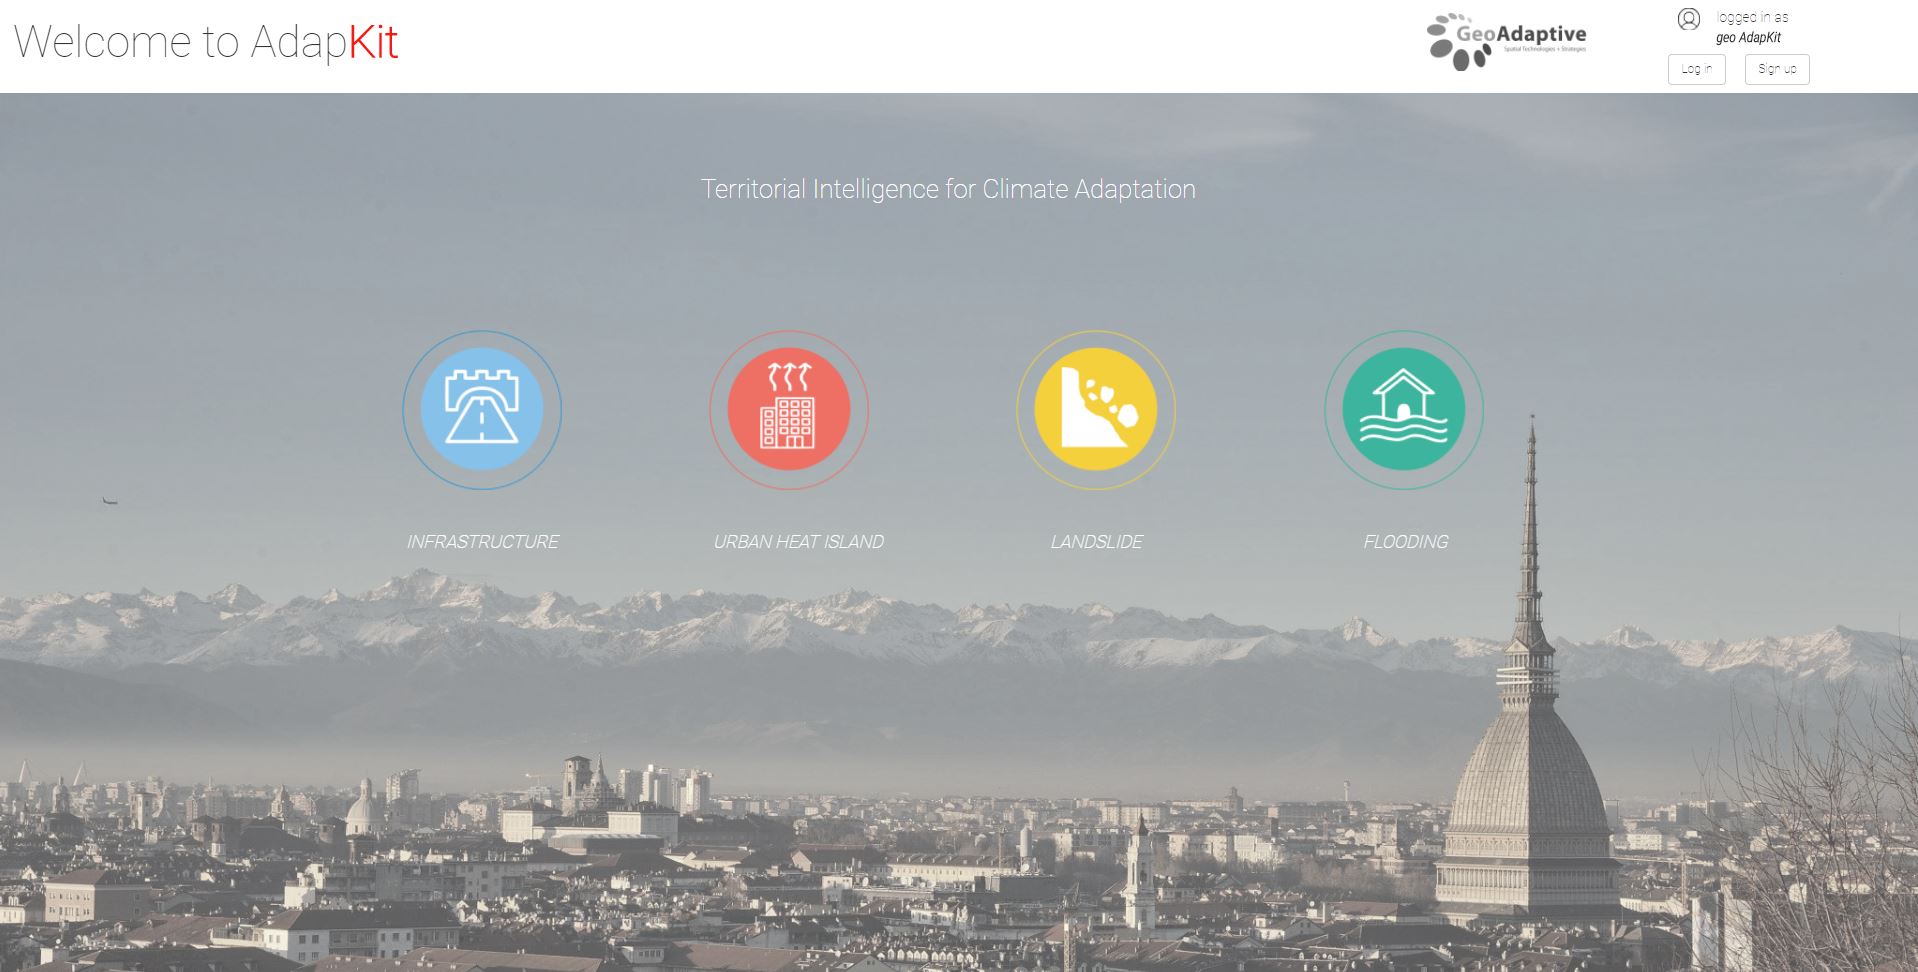 Welcome to AdapKit
GeoAdaptive
Spatial Technologies + Strategies
logged in as
geo AdapKit
Log in
Sign up
Territorial Intelligence for Climate Adaptation
INFRASTRUCTURE
URBAN HEAT ISLAND
LANDSLIDE
FLOODING